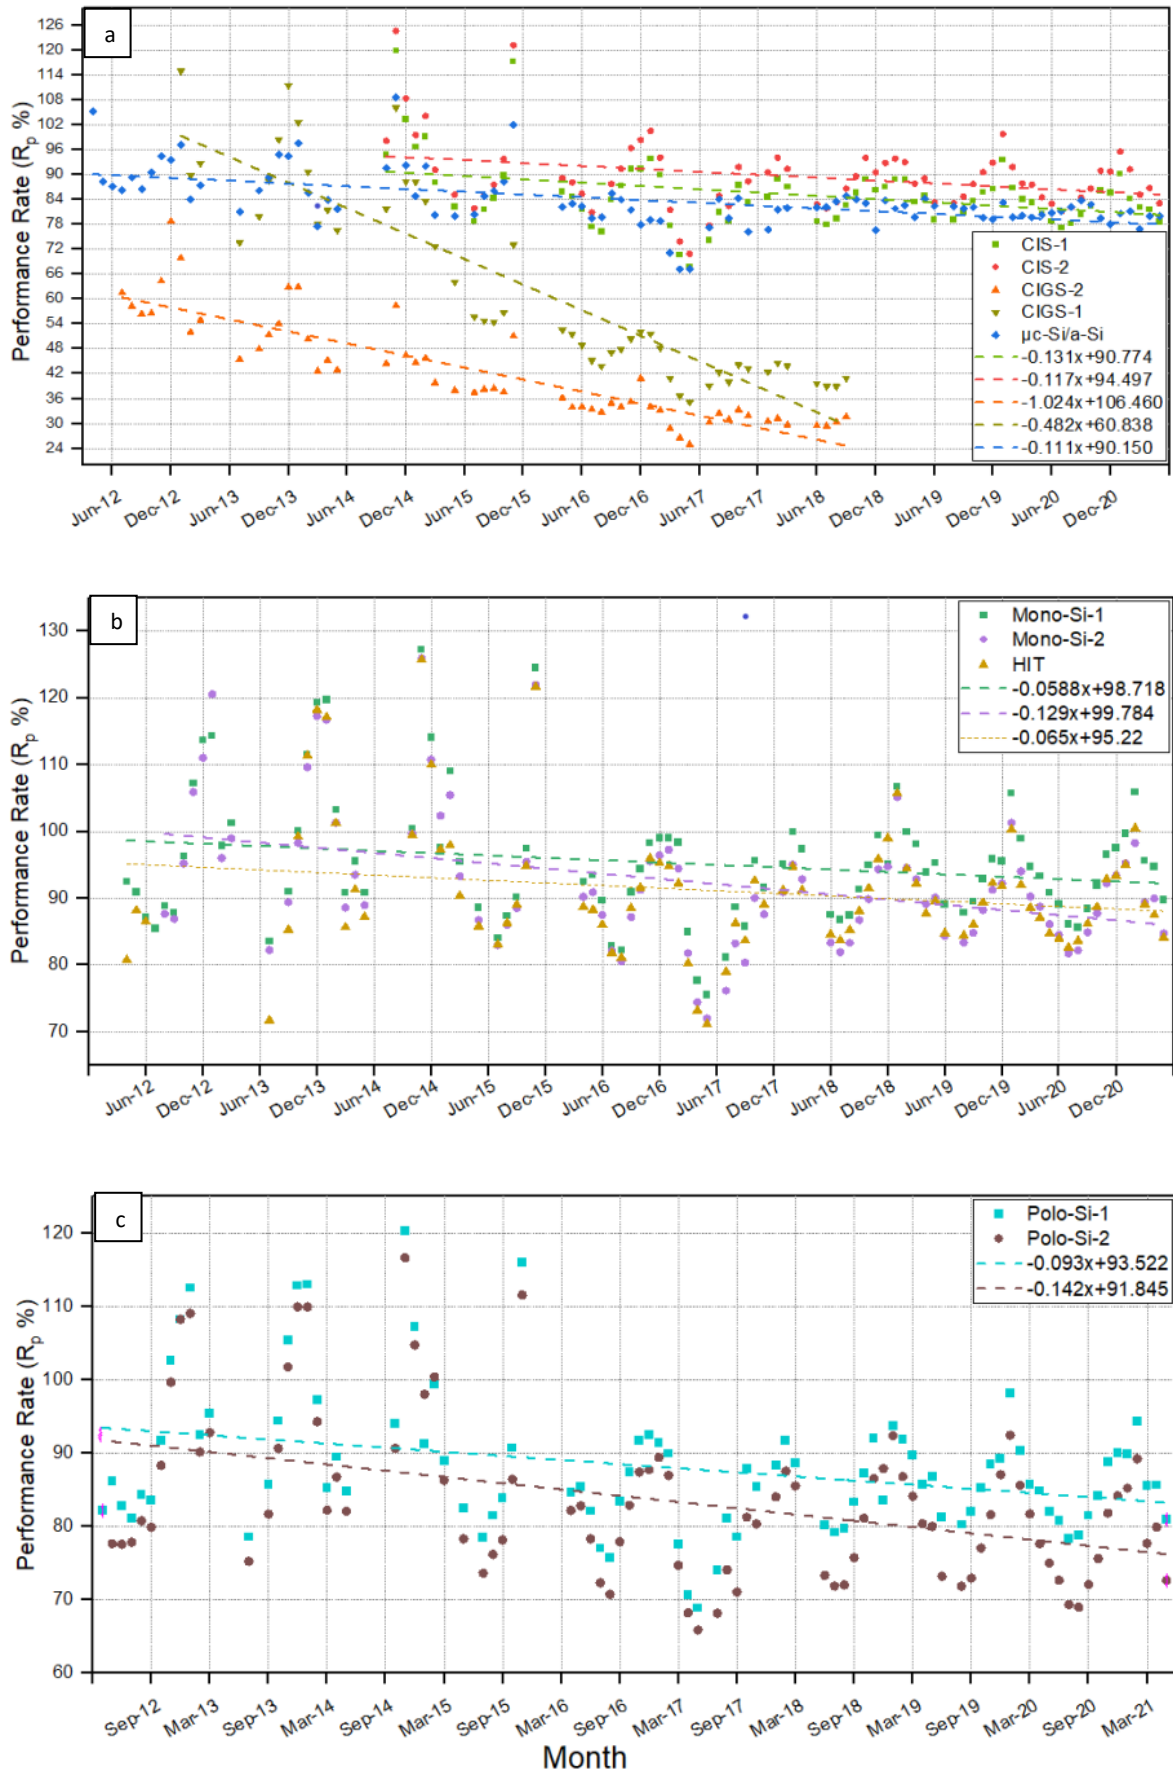 a
Performance Rate (Rp %)
126
120
114
108
102
96
90
84
78
72
66
60
54
48
42
36
30
24
CIS-1
CIS-2
CIGS-2
CIGS-1
µc-Si/a-Si
-0.131x+90.774
-0.117x+94.497
-1.024x+106.460
-0.482x+60.838
-0.111x+90.150
Jun-12 Dec-12 Jun-13 Dec-13 Jun-14 Dec-14 Jun-15 Dec-15 Jun-16 Dec-16 Jun-17 Dec-17 Jun-18 Dec-18 Jun-19 Dec-19 Jun-20 Dec-20
b
Performance Rate (Rp %)
130
120
110
100
90
80
70
Mono-Si-1
Mono-Si-2
HIT
-0.0588x+98.718
-0.129x+99.784
-0.065x+95.22
Jun-12 Dec-12 Jun-13 Dec-13 Jun-14 Dec-14 Jun-15 Dec-15 Jun-16 Dec-16 Jun-17 Dec-17 Jun-18 Dec-18 Jun-19 Dec-19 Jun-20 Dec-20
c
Performance Rate (Rp %)
120
110
100
90
80
70
60
Polo-Si-1
Polo-Si-2
-0.093x+93.522
-0.142x+91.845
Sep-12 Mar-13 Sep-13 Mar-14 Sep-14 Mar-15 Sep-15 Mar-16 Sep-16 Mar-17 Sep-17 Mar-18 Sep-18 Mar-19 Sep-19 Mar-20 Sep-20 Mar-21
Month